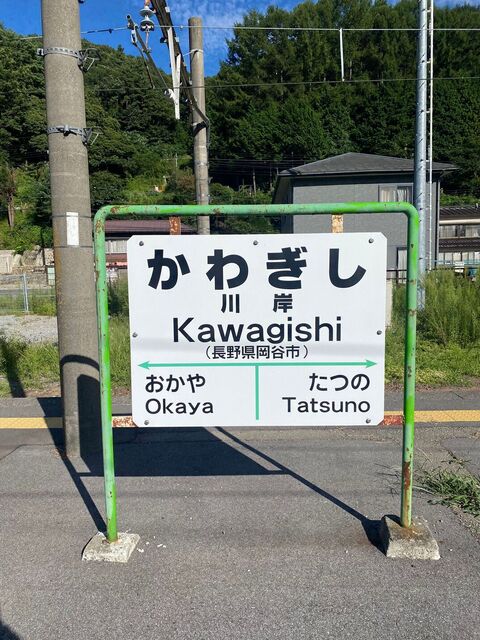 かわぎし
川岸
Kawagishi
(長野県岡谷市)
おかや たつの
Okaya Tatsuno